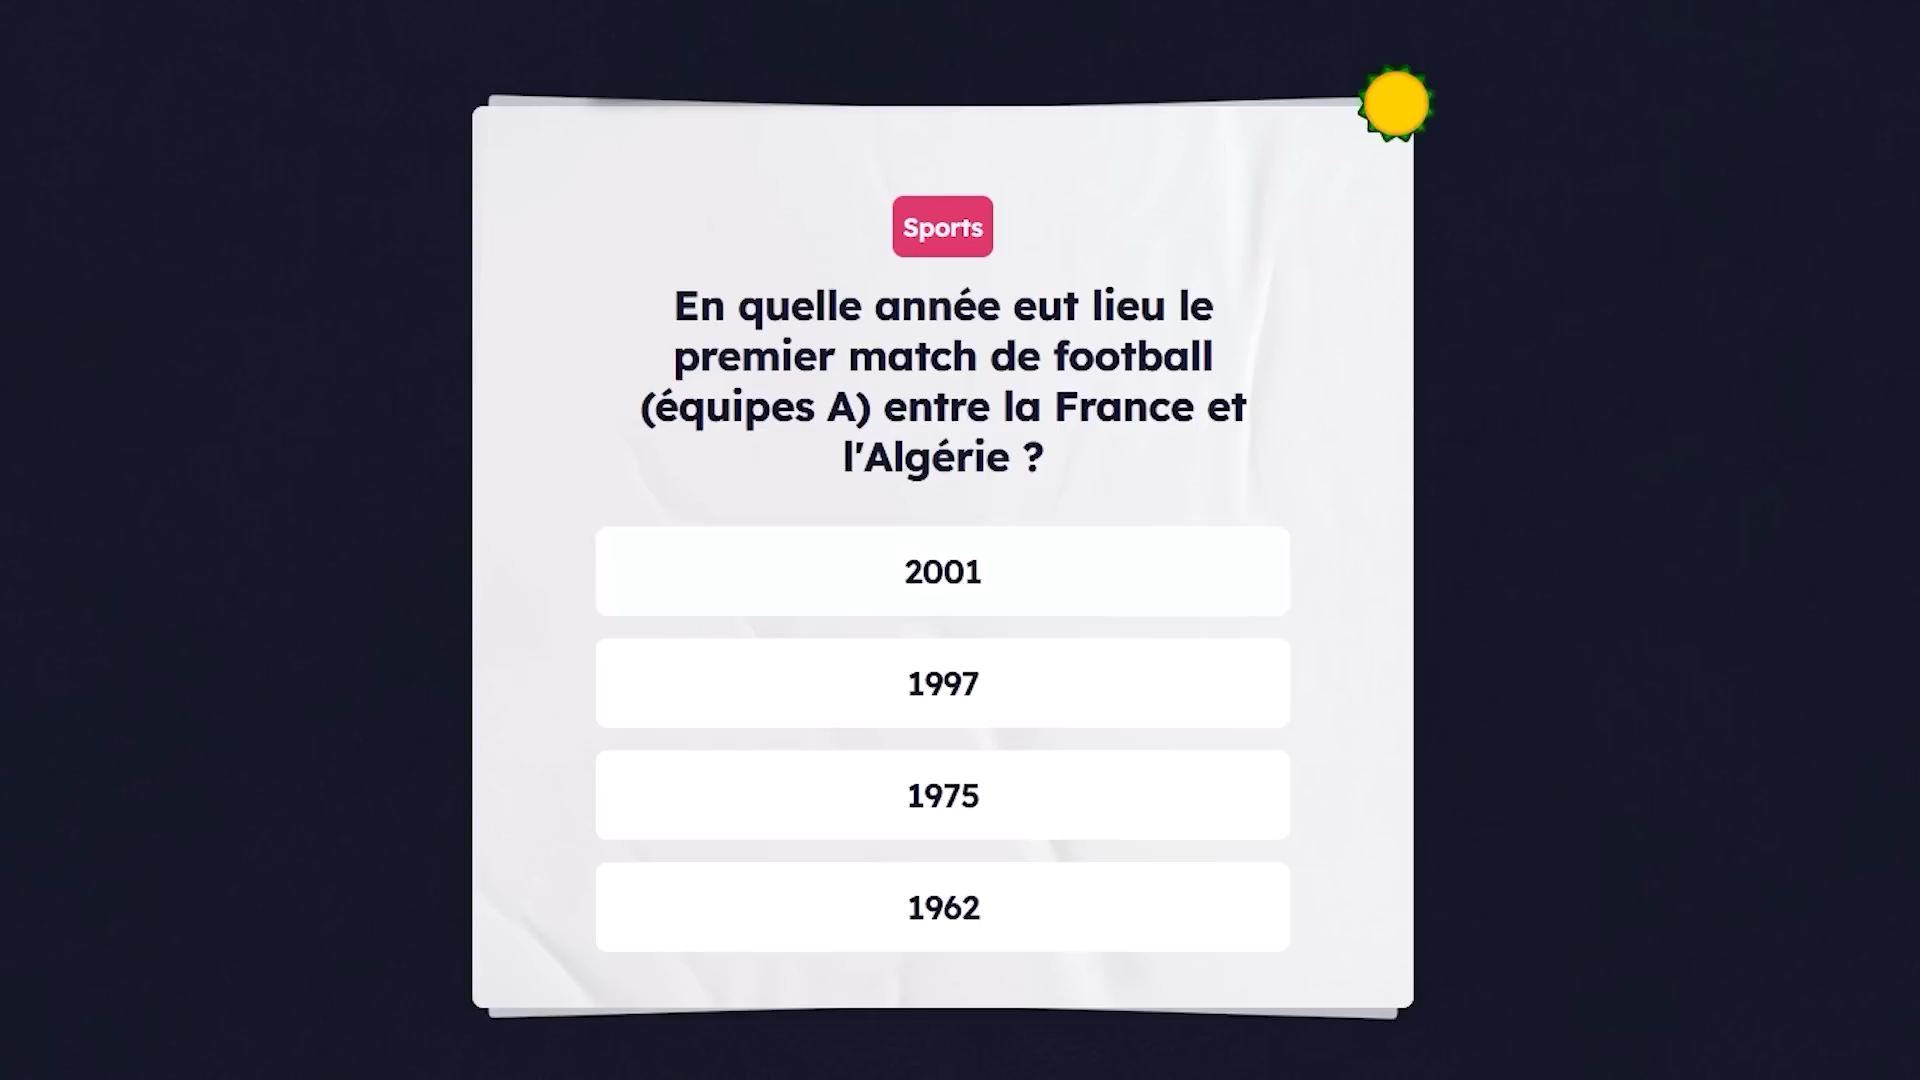 Sports
En quelle année eut lieu le
premier match de football
(équipes A) entre la France et
l'Algérie ?
2001
1997
1975
1962